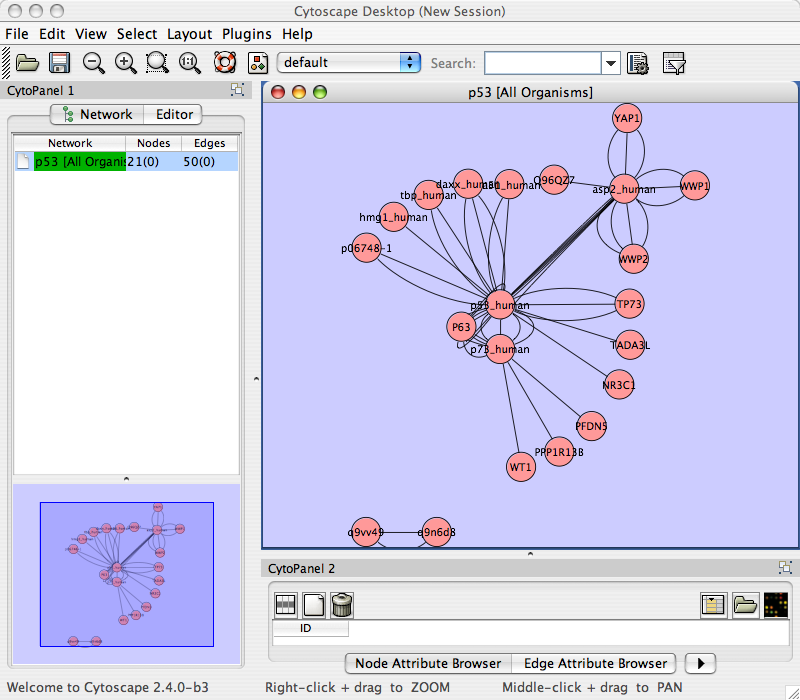 Cytoscape Desktop (New Session)
File Edit View Select Layout Plugins Help
default
Search:
CytoPanel 1
Network Editor
Network Nodes Edges
p53 [All Organis 21(0) 50(0)
p53 [All Organisms]
YAP1
Q96QZ7
asp2_human
WWP1
daxx_human
tbp_human
hmg1_human
p06748-1
WWP2
p53_human
TP73
P63
p73_human
TADA3L
NR3C1
PFDN5
PPP1R13B
WT1
q9vv49
q9n6d8
CytoPanel 2
ID
Node Attribute Browser Edge Attribute Browser
Welcome to Cytoscape 2.4.0-b3 Right-click + drag to ZOOM Middle-click + drag to PAN